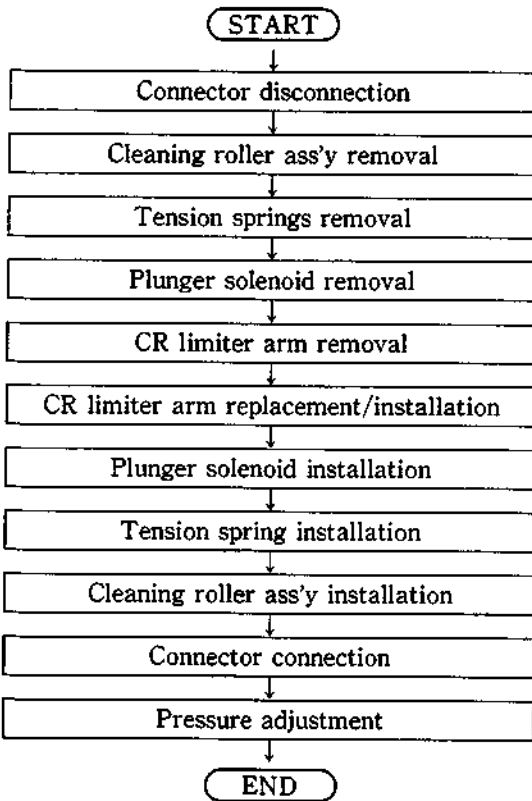 START
Connector disconnection
Cleaning roller ass'y removal
Tension springs removal
Plunger solenoid removal
CR limiter arm removal
CR limiter arm replacement/installation
Plunger solenoid installation
Tension spring installation
Cleaning roller ass'y installation
Connector connection
Pressure adjustment
END